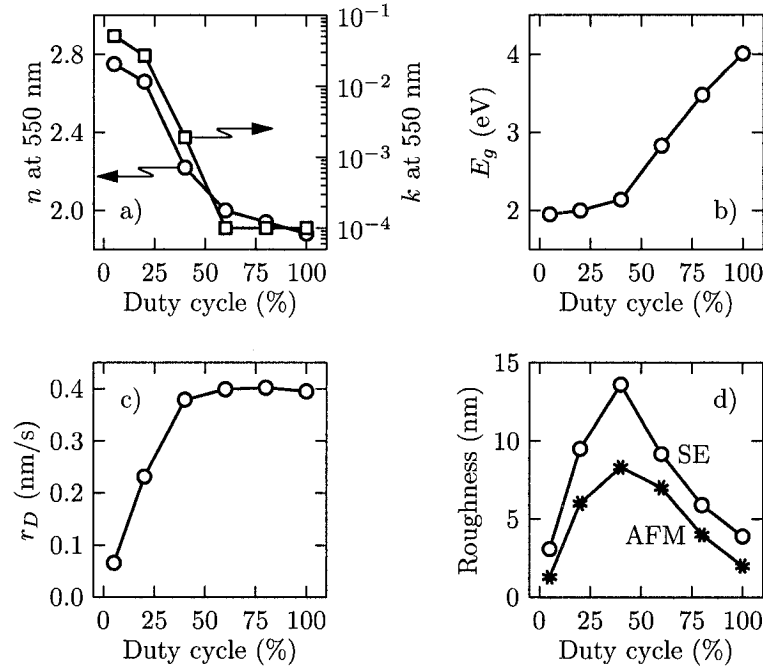 n at 550 nm
2.8
2.4
2.0
10⁻¹
10⁻²
10⁻³
10⁻⁴
k at 550 nm
a)
0 25 50 75 100
Duty cycle (%)
E_g (eV)
4
3
2
b)
0 25 50 75 100
Duty cycle (%)
r_D (nm/s)
0.4
0.3
0.2
0.1
0.0
c)
0 25 50 75 100
Duty cycle (%)
Roughness (nm)
15
10
5
0
d)
SE
AFM
0 25 50 75 100
Duty cycle (%)